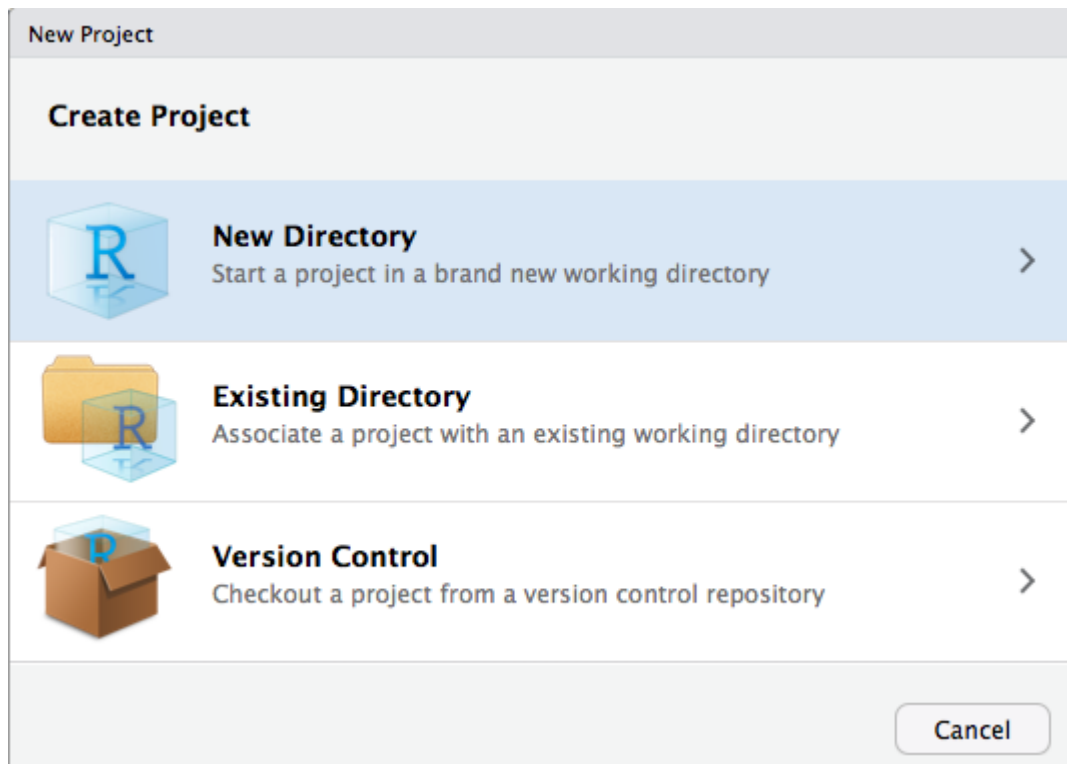 New Project
Create Project
R
New Directory
Start a project in a brand new working directory
R
Existing Directory
Associate a project with an existing working directory
R
Version Control
Checkout a project from a version control repository
Cancel